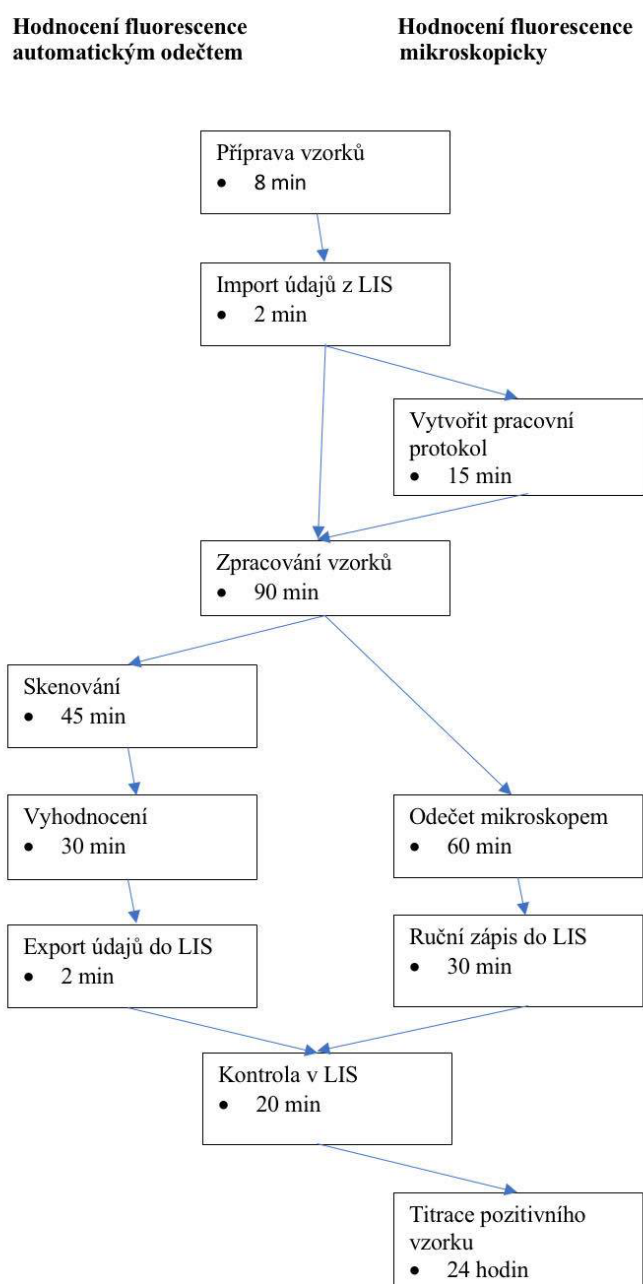 Hodnocení fluorescence
automatickým odečtem
Hodnocení fluorescence
mikroskopicky
Příprava vzorků
• 8 min
Import údajů z LIS
• 2 min
Vytvořit pracovní
protokol
• 15 min
Zpracování vzorků
• 90 min
Skenování
• 45 min
Vyhodnocení
• 30 min
Odečet mikroskopem
• 60 min
Export údajů do LIS
• 2 min
Ruční zápis do LIS
• 30 min
Kontrola v LIS
• 20 min
Titrace pozitivního
vzorku
• 24 hodin